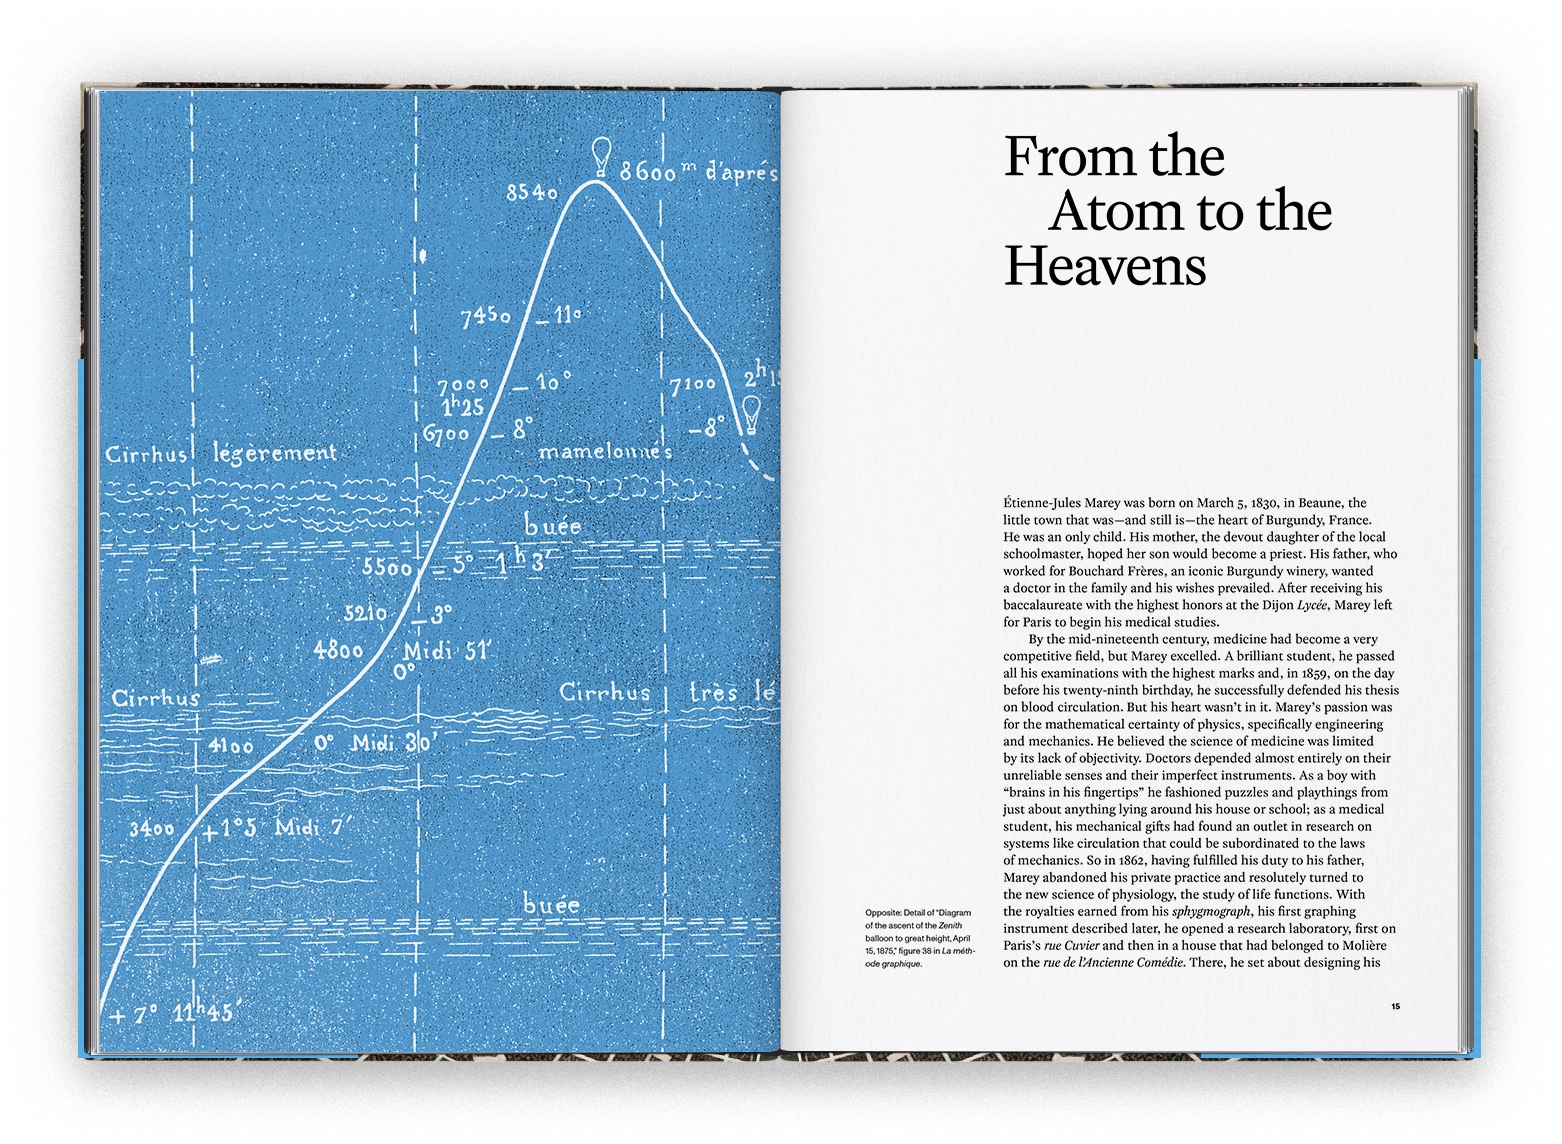 8600 m d'aprés
8540
7450 – 11°
7000 – 10°
1h25
6700 – 8°
7100
2h
– 8°
Cirrhus légèrement mamelonnés
buée
5500 – 5° 1h 3′
5210 – 3°
4800 Midi 51′
0°
Cirrhus
Cirrhus très lé
4100 0° Midi 30′
3400 +1°5 Midi 7′
buée
+ 7° 11h45′
From the
Atom to the
Heavens
Étienne-Jules Marey was born on March 5, 1830, in Beaune, the
little town that was—and still is—the heart of Burgundy, France.
He was an only child. His mother, the devout daughter of the local
schoolmaster, hoped her son would become a priest. His father, who
worked for Bouchard Frères, an iconic Burgundy winery, wanted
a doctor in the family and his wishes prevailed. After receiving his
baccalaureate with the highest honors at the Dijon Lycée, Marey left
for Paris to begin his medical studies.
By the mid-nineteenth century, medicine had become a very
competitive field, but Marey excelled. A brilliant student, he passed
all his examinations with the highest marks and, in 1859, on the day
before his twenty-ninth birthday, he successfully defended his thesis
on blood circulation. But his heart wasn't in it. Marey's passion was
for the mathematical certainty of physics, specifically engineering
and mechanics. He believed the science of medicine was limited
by its lack of objectivity. Doctors depended almost entirely on their
unreliable senses and their imperfect instruments. As a boy with
“brains in his fingertips” he fashioned puzzles and playthings from
just about anything lying around his house or school; as a medical
student, his mechanical gifts had found an outlet in research on
systems like circulation that could be subordinated to the laws
of mechanics. So in 1862, having fulfilled his duty to his father,
Marey abandoned his private practice and resolutely turned to
the new science of physiology, the study of life functions. With
the royalties earned from his sphygmograph, his first graphing
instrument described later, he opened a research laboratory, first on
Paris's rue Cuvier and then in a house that had belonged to Molière
on the rue de l'Ancienne Comédie. There, he set about designing his
Opposite: Detail of “Diagram
of the ascent of the Zenith
balloon to great height, April
15, 1875,” figure 38 in La méth-
ode graphique.
15